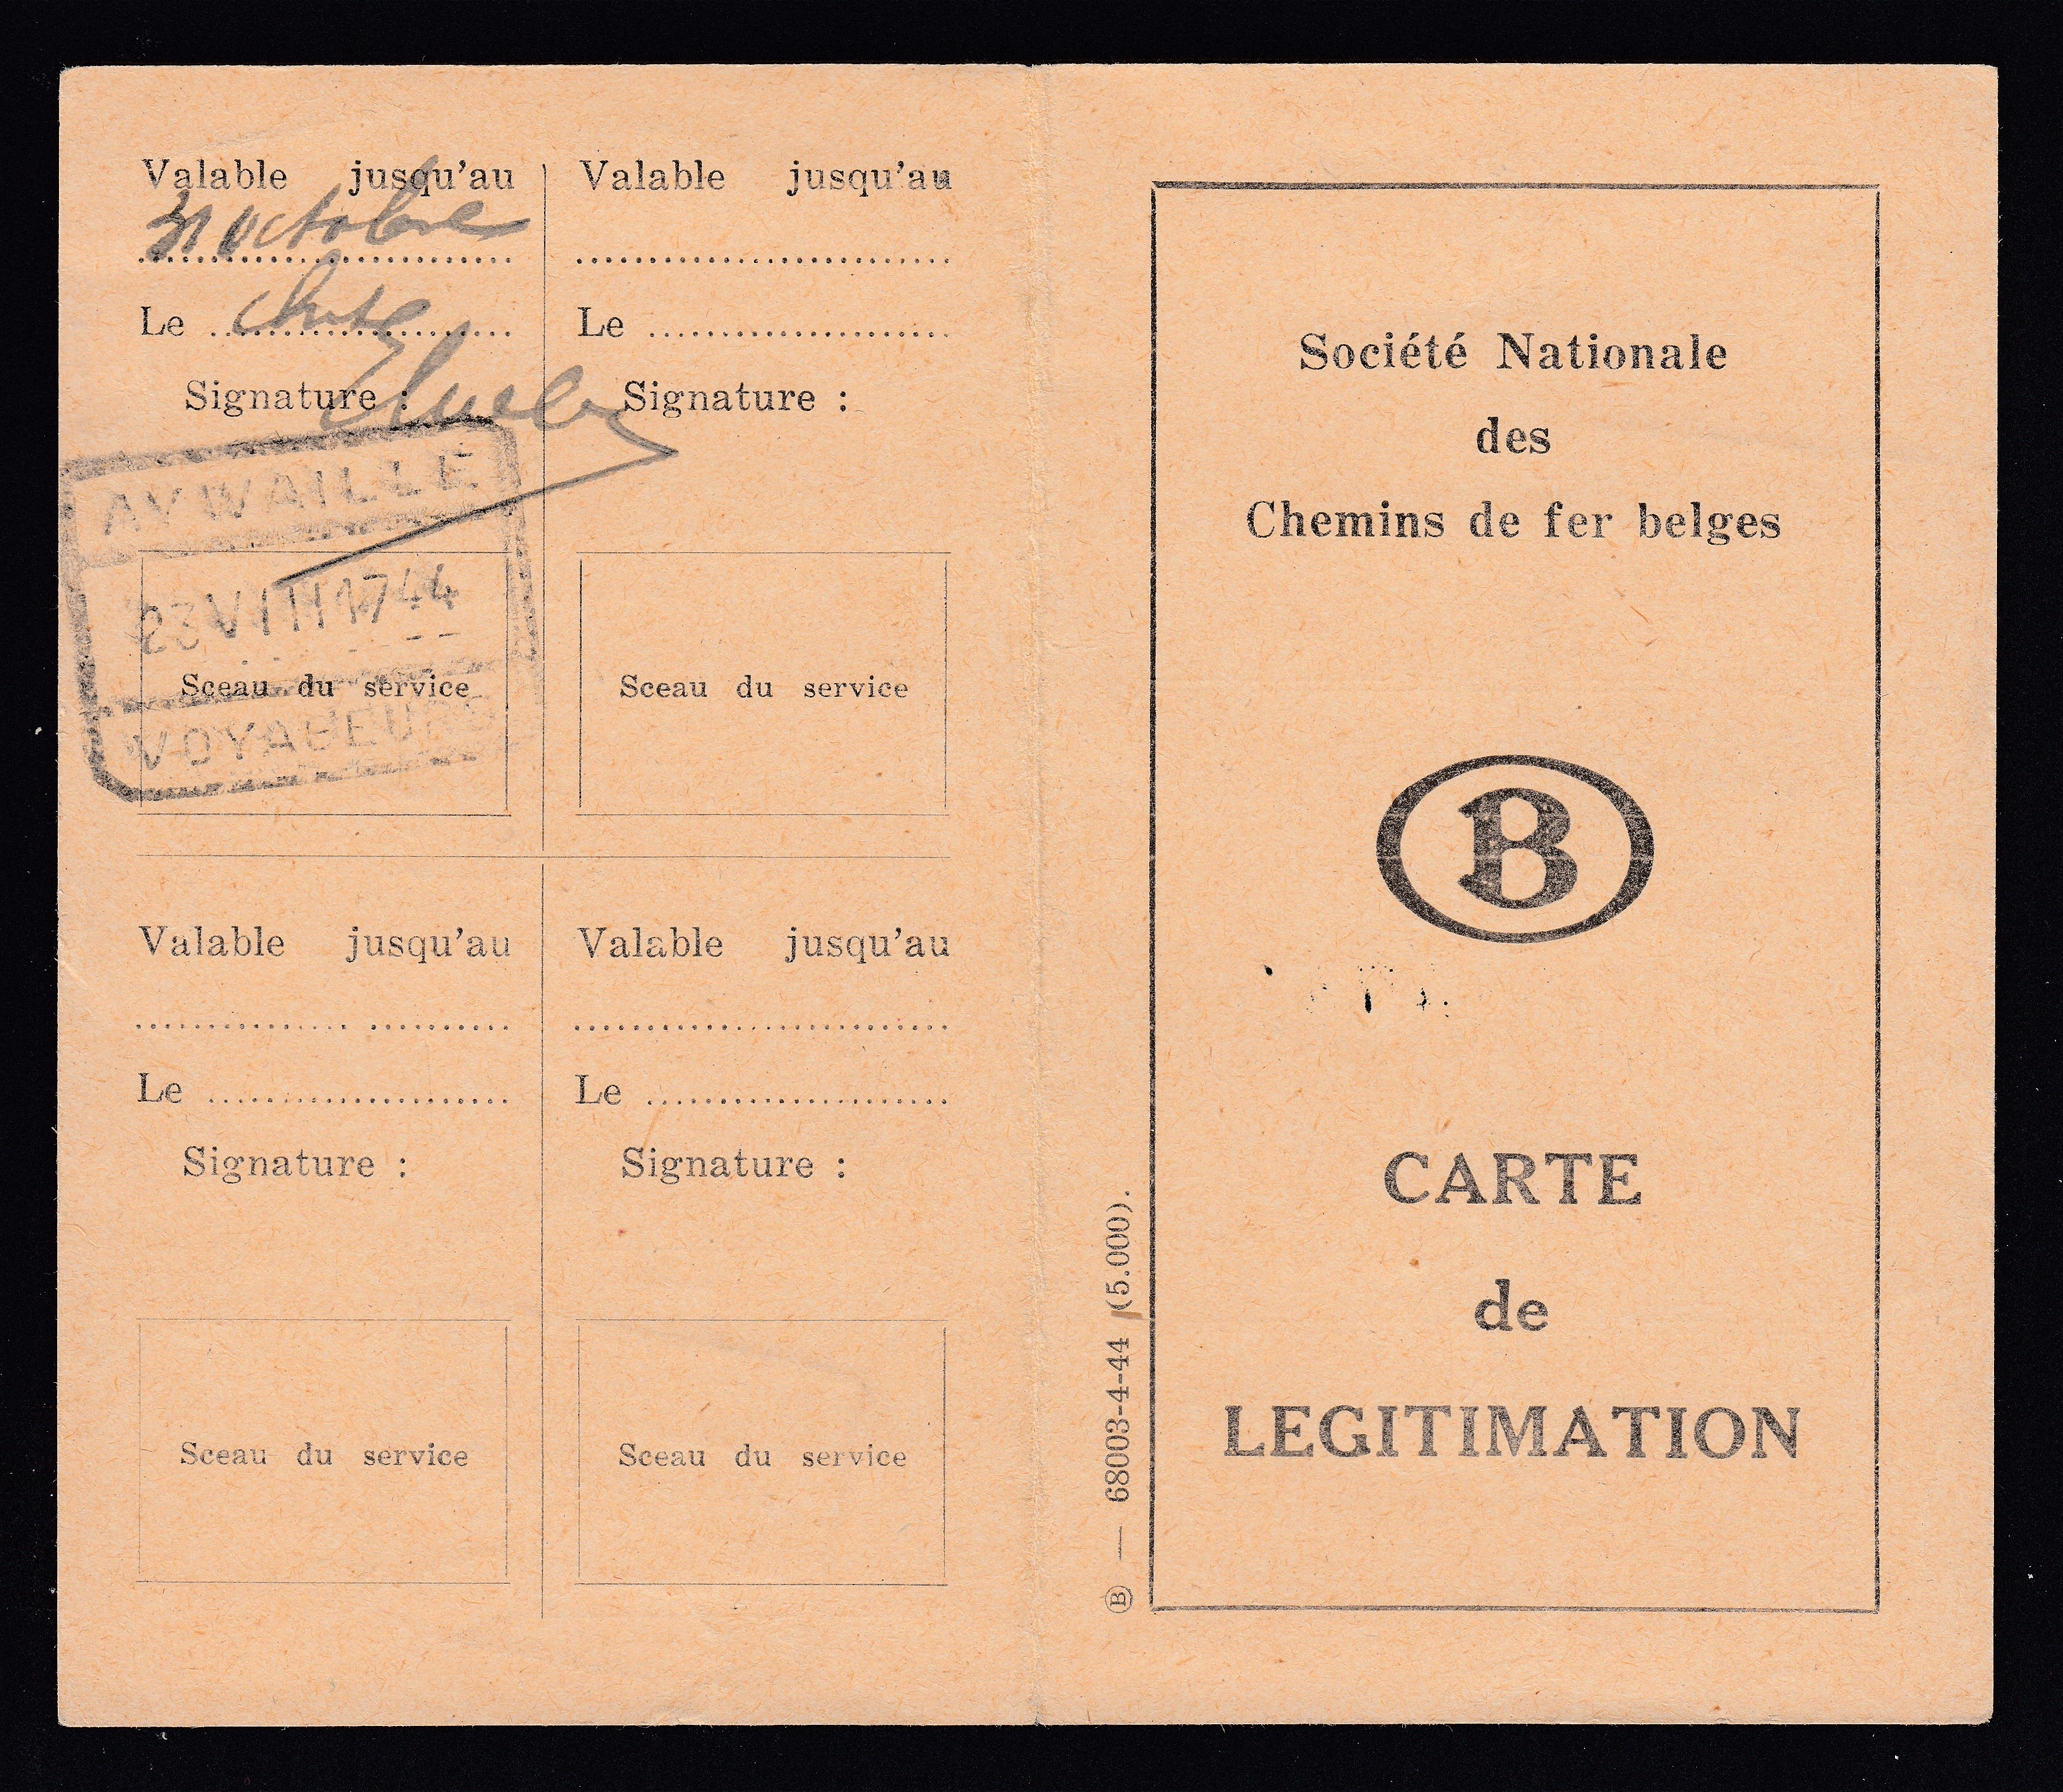 Valable jusqu'au
31 octobre
Le
Signature :
AYWAILLE
23 VIII 17 44
Sceau du service
VOYAGEURS
Valable jusqu'au
Le
Signature :
Sceau du service
Valable jusqu'au
Le
Signature :
Sceau du service
Valable jusqu'au
Le
Signature :
Sceau du service
Ⓑ — 68003-4-44 (5.000).
Société Nationale
des
Chemins de fer belges
B
CARTE
de
LEGITIMATION